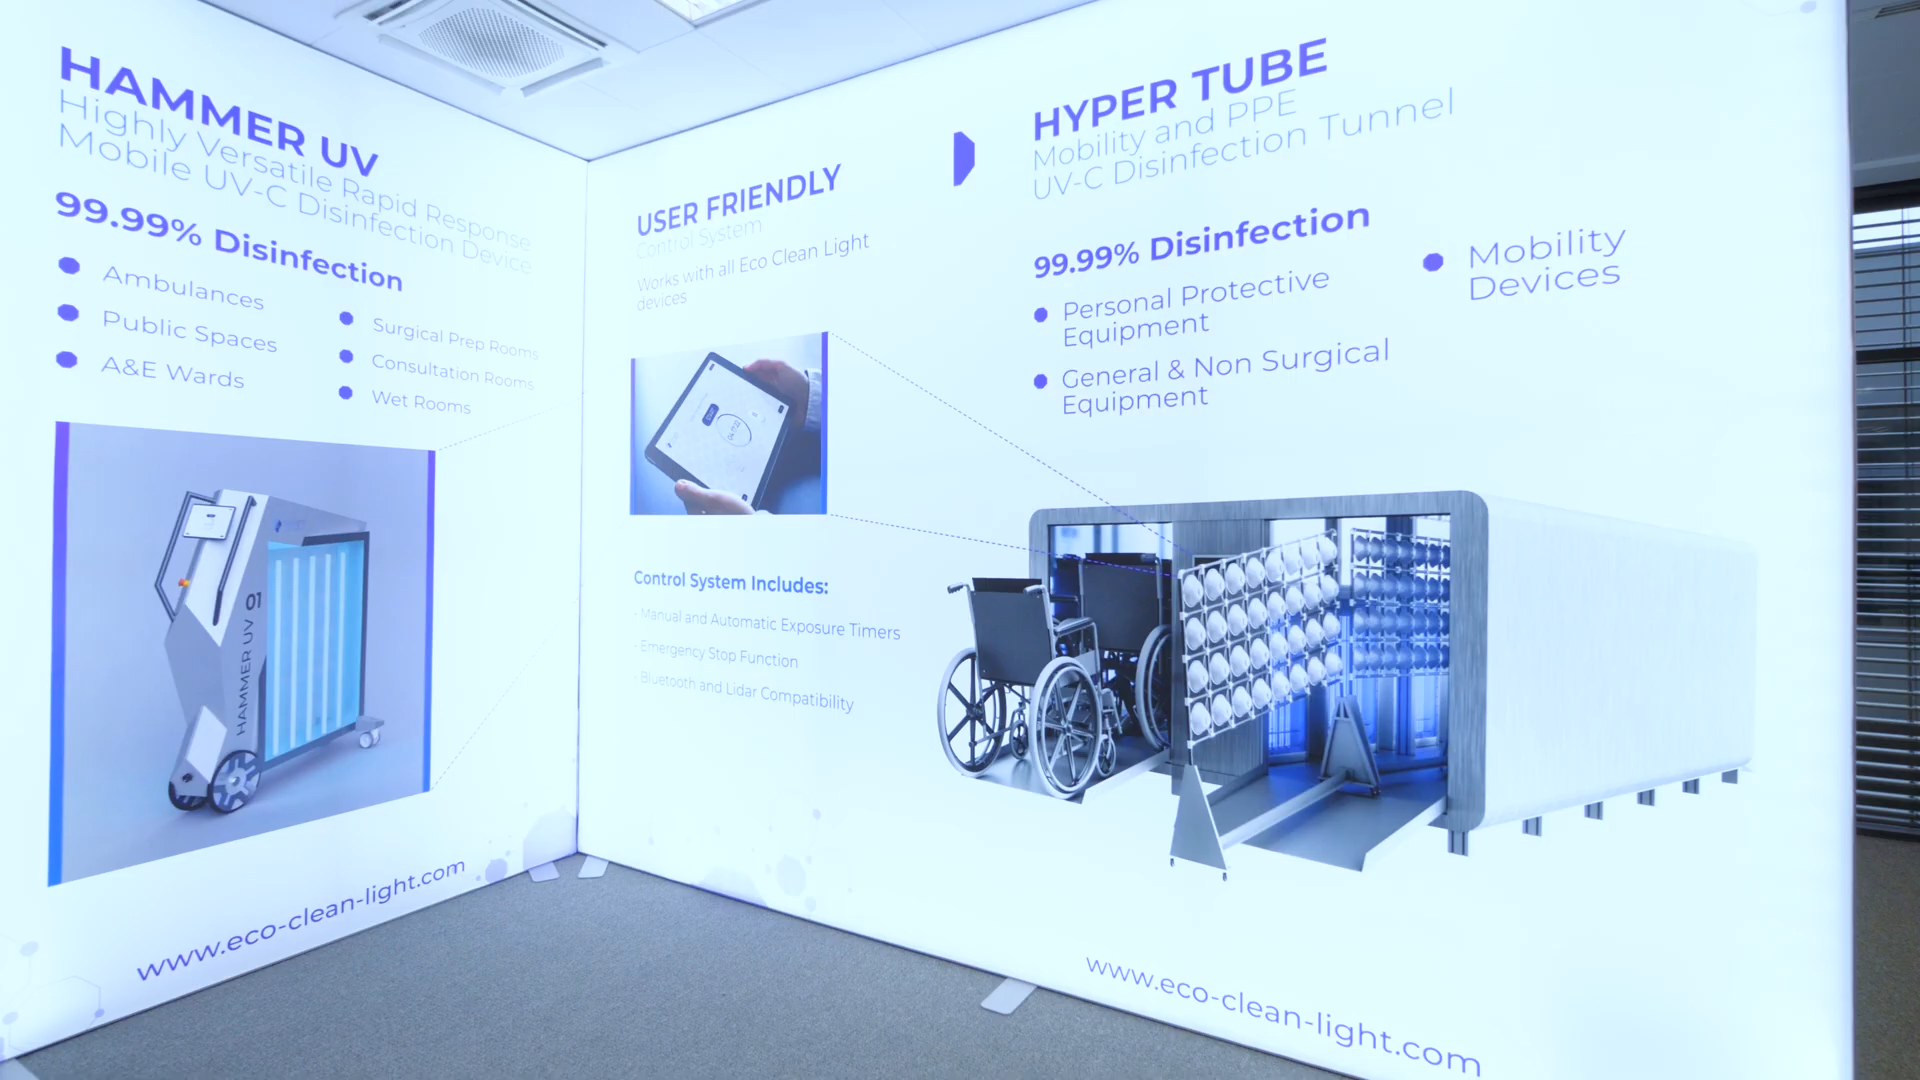 HAMMER UV
Highly Versatile Rapid Response
Mobile UV-C Disinfection Device
99.99% Disinfection
Ambulances
Public Spaces
A&E Wards
Surgical Prep Rooms
Consultation Rooms
Wet Rooms
HAMMER UV 01
www.eco-clean-light.com
USER FRIENDLY
Control System
Works with all Eco Clean Light
devices
Control System Includes:
- Manual and Automatic Exposure Timers
- Emergency Stop Function
- Bluetooth and Lidar Compatibility
HYPER TUBE
Mobility and PPE
UV-C Disinfection Tunnel
99.99% Disinfection
Personal Protective
Equipment
General & Non Surgical
Equipment
Mobility
Devices
www.eco-clean-light.com